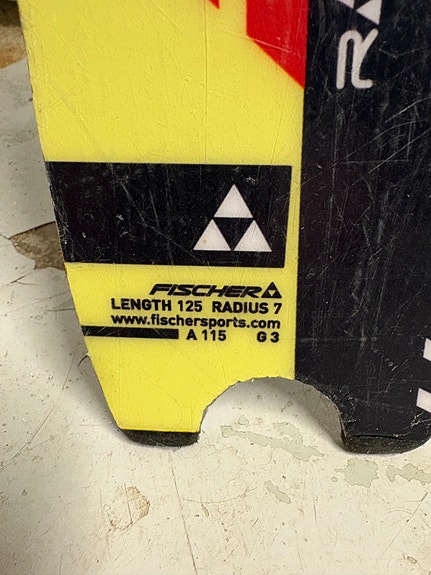 FISCHER
LENGTH 125 RADIUS 7
www.fischersports.com
A 115 G3